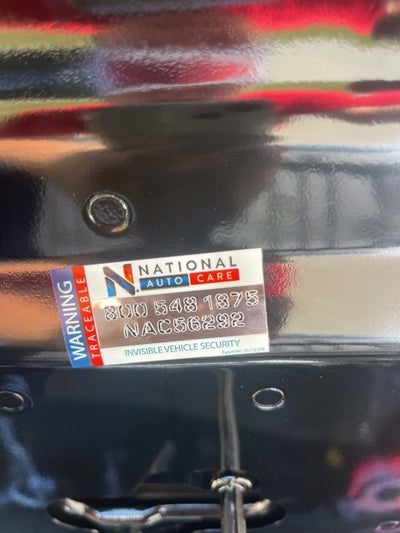 WARNING
TRACEABLE
NATIONAL
AUTO CARE
800 548 1875
NAC56292
INVISIBLE VEHICLE SECURITY